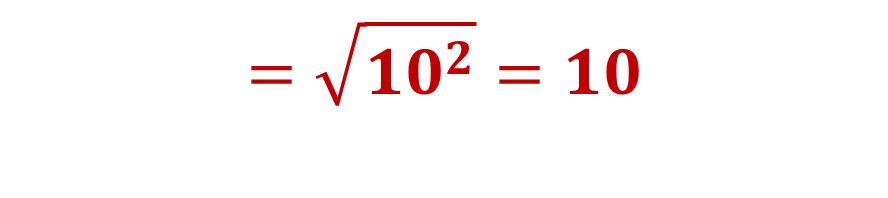 = √10² = 10